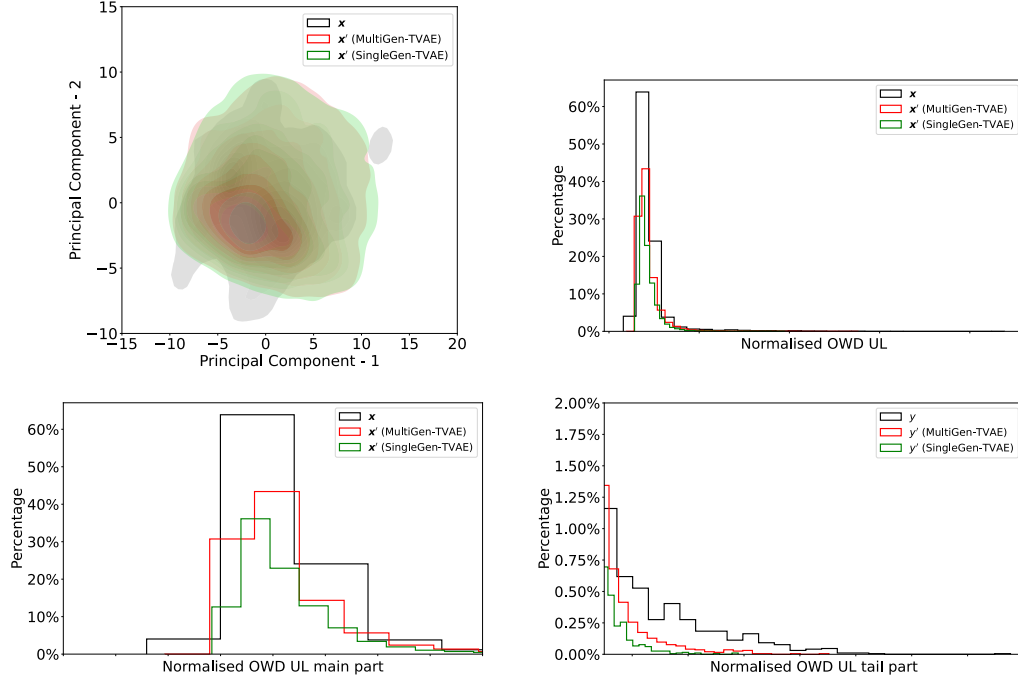 15
10
5
0
−5
−10
Principal Component - 2
−15
−10
−5
0
5
10
15
20
Principal Component - 1
x
x′ (MultiGen-TVAE)
x′ (SingleGen-TVAE)
60%
50%
40%
30%
20%
10%
0%
Percentage
Normalised OWD UL
x
x′ (MultiGen-TVAE)
x′ (SingleGen-TVAE)
60%
50%
40%
30%
20%
10%
0%
Percentage
Normalised OWD UL main part
x
x′ (MultiGen-TVAE)
x′ (SingleGen-TVAE)
2.00%
1.75%
1.50%
1.25%
1.00%
0.75%
0.50%
0.25%
0.00%
Percentage
Normalised OWD UL tail part
y
y′ (MultiGen-TVAE)
y′ (SingleGen-TVAE)